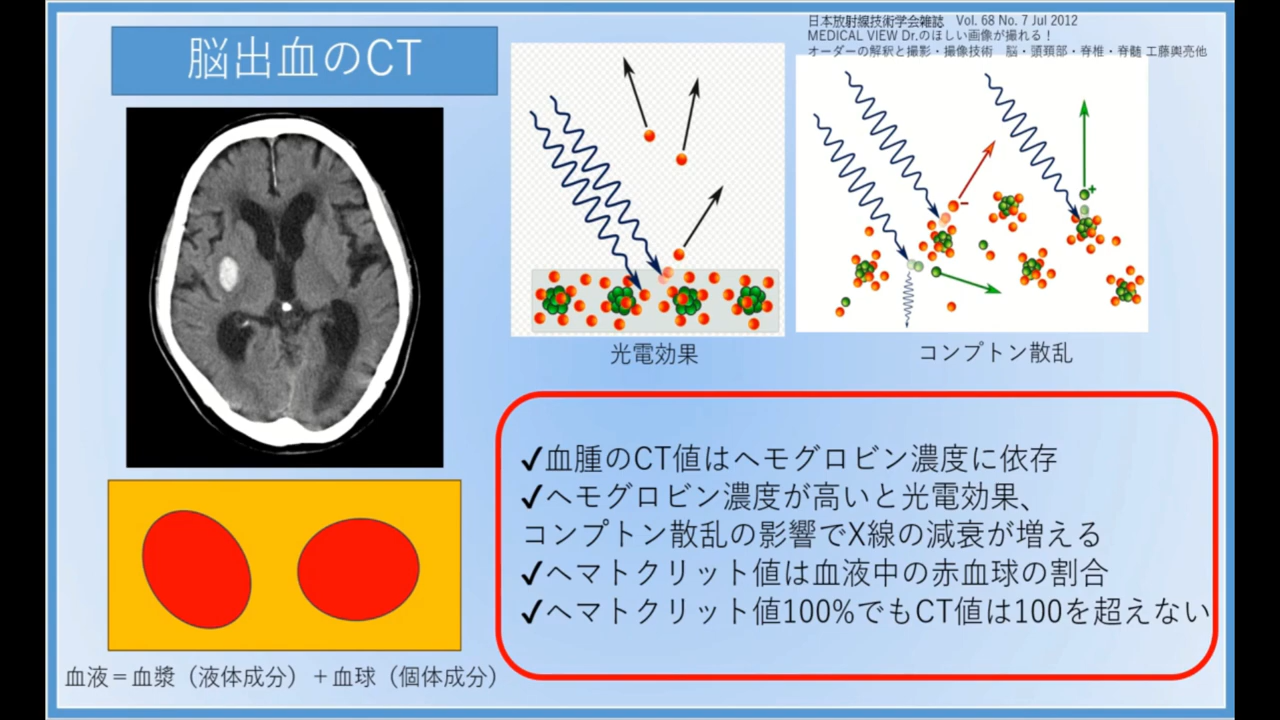 日本放射線技術学会雑誌 Vol. 68 No. 7 Jul 2012
MEDICAL VIEW Dr.のほしい画像が撮れる！
オーダーの解釈と撮影・撮像技術 脳・頭頚部・脊椎・脊髄 工藤與亮他
脳出血のCT
光電効果
コンプトン散乱
✓血腫のCT値はヘモグロビン濃度に依存
✓ヘモグロビン濃度が高いと光電効果、
コンプトン散乱の影響でX線の減衰が増える
✓ヘマトクリット値は血液中の赤血球の割合
✓ヘマトクリット値100%でもCT値は100を超えない
血液＝血漿（液体成分）＋血球（個体成分）